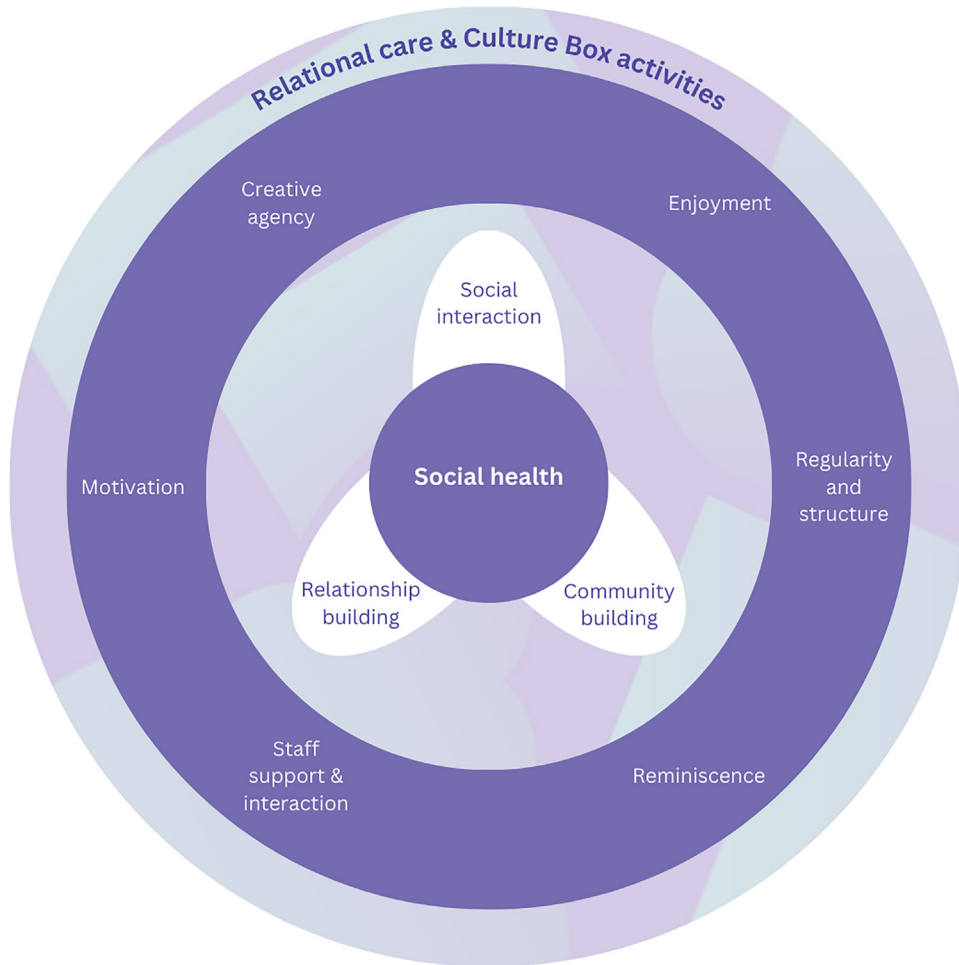 Relational care & Culture Box activities
Creative
agency
Enjoyment
Social
interaction
Motivation
Social health
Regularity
and
structure
Relationship
building
Community
building
Staff
support &
interaction
Reminiscence